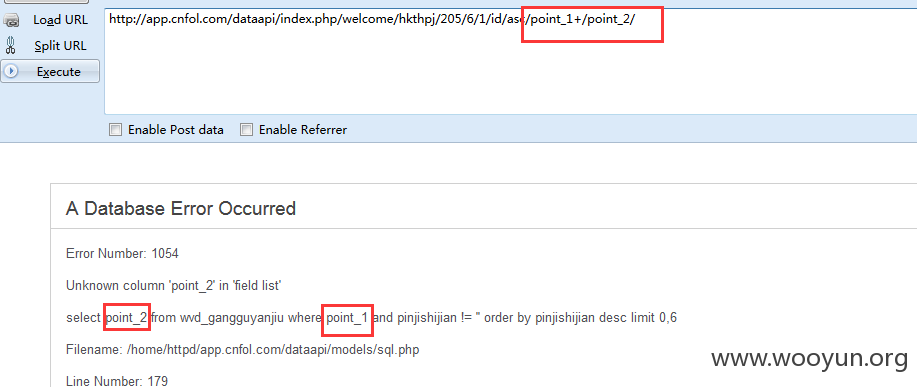 Load URL
http://app.cnfol.com/dataapi/index.php/welcome/hkthpj/205/6/1/id/asc/point_1+/point_2/
Split URL
Execute
Enable Post data
Enable Referrer
A Database Error Occurred
Error Number: 1054
Unknown column 'point_2' in 'field list'
select point_2 from wvd_gangguyanjiu where point_1 and pinjishijian != '' order by pinjishijian desc limit 0,6
Filename: /home/httpd/app.cnfol.com/dataapi/models/sql.php
www.wooyun.org
Line Number: 179